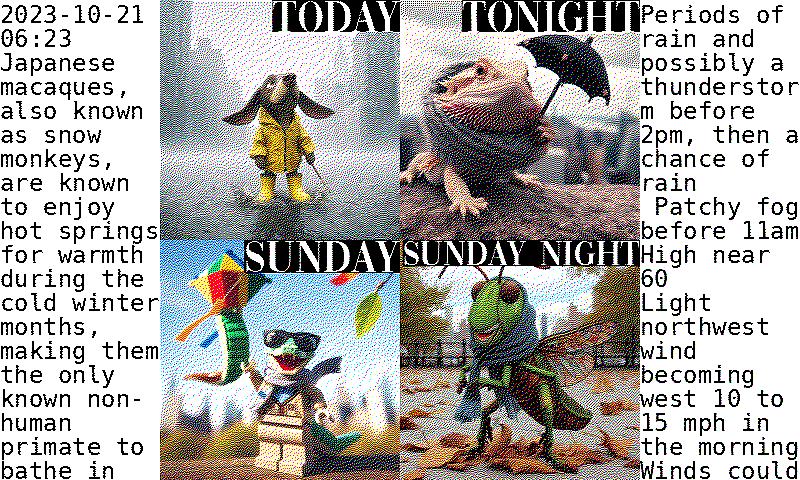 2023-10-21
06:23
Japanese
macaques,
also known
as snow
monkeys,
are known
to enjoy
hot springs
for warmth
during the
cold winter
months,
making them
the only
known non-
human
primate to
bathe in
TODAY
TONIGHT
SUNDAY
SUNDAY NIGHT
Periods of
rain and
possibly a
thunderstor
m before
2pm, then a
chance of
rain
Patchy fog
before 11am
High near
60
Light
northwest
wind
becoming
west 10 to
15 mph in
the morning
Winds could